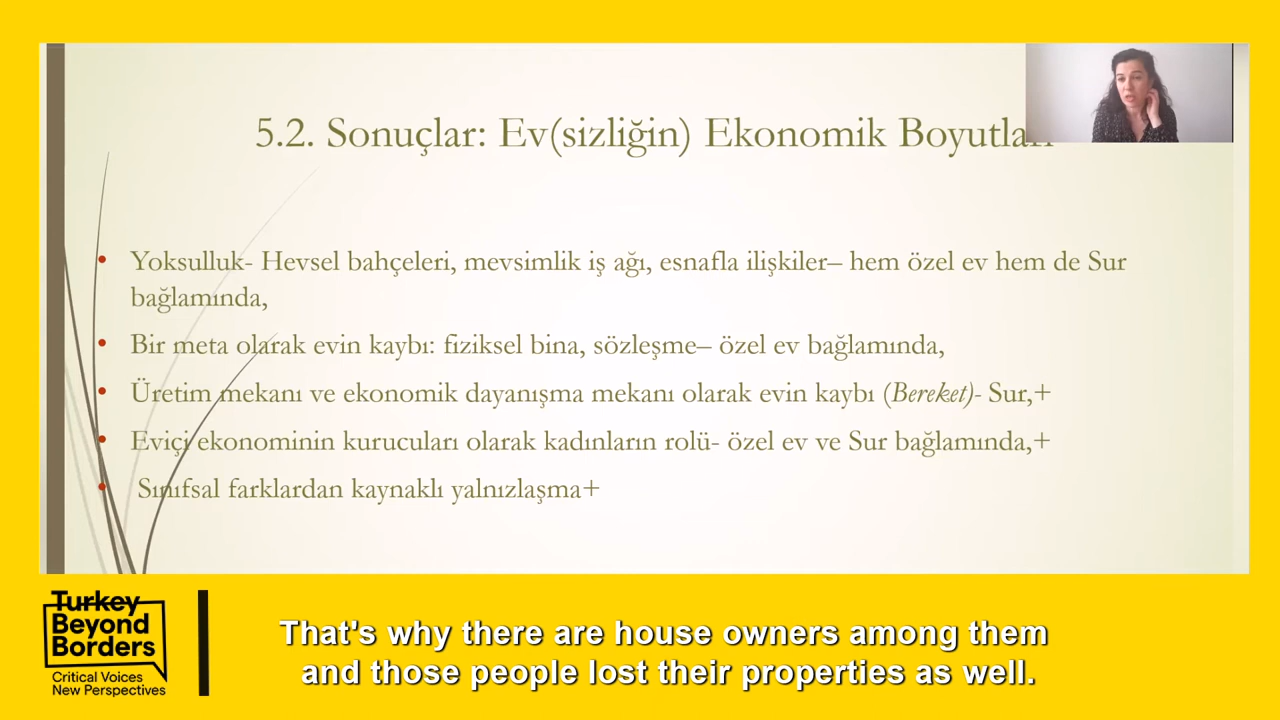 5.2. Sonuçlar: Ev(sizliğin) Ekonomik Boyutları
• Yoksulluk- Hevsel bahçeleri, mevsimlik iş ağı, esnafla ilişkiler– hem özel ev hem de Sur
bağlamında,
• Bir meta olarak evin kaybı: fiziksel bina, sözleşme– özel ev bağlamında,
• Üretim mekanı ve ekonomik dayanışma mekanı olarak evin kaybı (Bereket)- Sur,+
• Eviçi ekonominin kurucuları olarak kadınların rolü- özel ev ve Sur bağlamında,+
• Sınıfsal farklardan kaynaklı yalnızlaşma+
Turkey
Beyond
Borders
Critical Voices
New Perspectives
That's why there are house owners among them
and those people lost their properties as well.